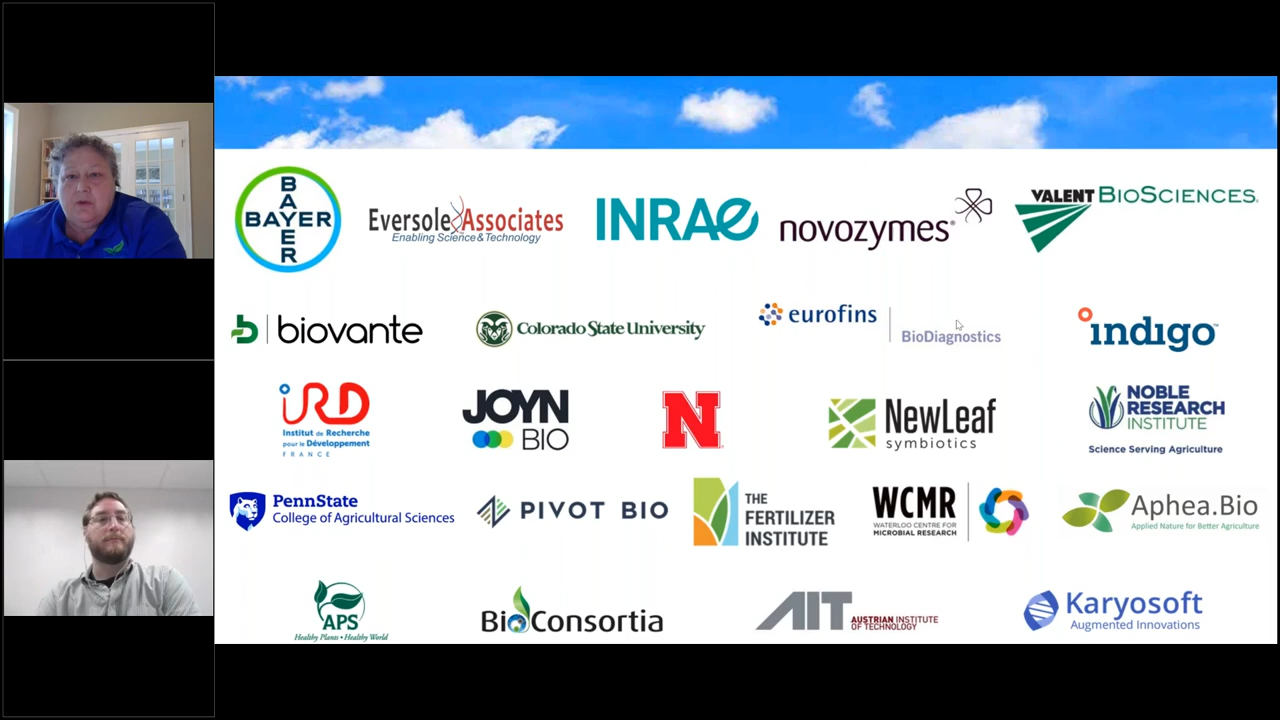 BAYER
BAYER
Eversole Associates
Enabling Science & Technology
INRAE
novozymes®
VALENT BIOSCIENCES®
biovante
Colorado State University
eurofins
BioDiagnostics
indigo™
IRD
Institut de Recherche
pour le Développement
FRANCE
JOYN
BIO
N
NewLeaf
symbiotics
NOBLE
RESEARCH
INSTITUTE
Science Serving Agriculture
PennState
College of Agricultural Sciences
PIVOT BIO
THE
FERTILIZER
INSTITUTE
WCMR
WATERLOO CENTRE FOR
MICROBIAL RESEARCH
Aphea.Bio
Applied Nature for Better Agriculture
APS
Healthy Plants • Healthy World
BioConsortia
AIT
AUSTRIAN INSTITUTE
OF TECHNOLOGY
Karyosoft
Augmented Innovations